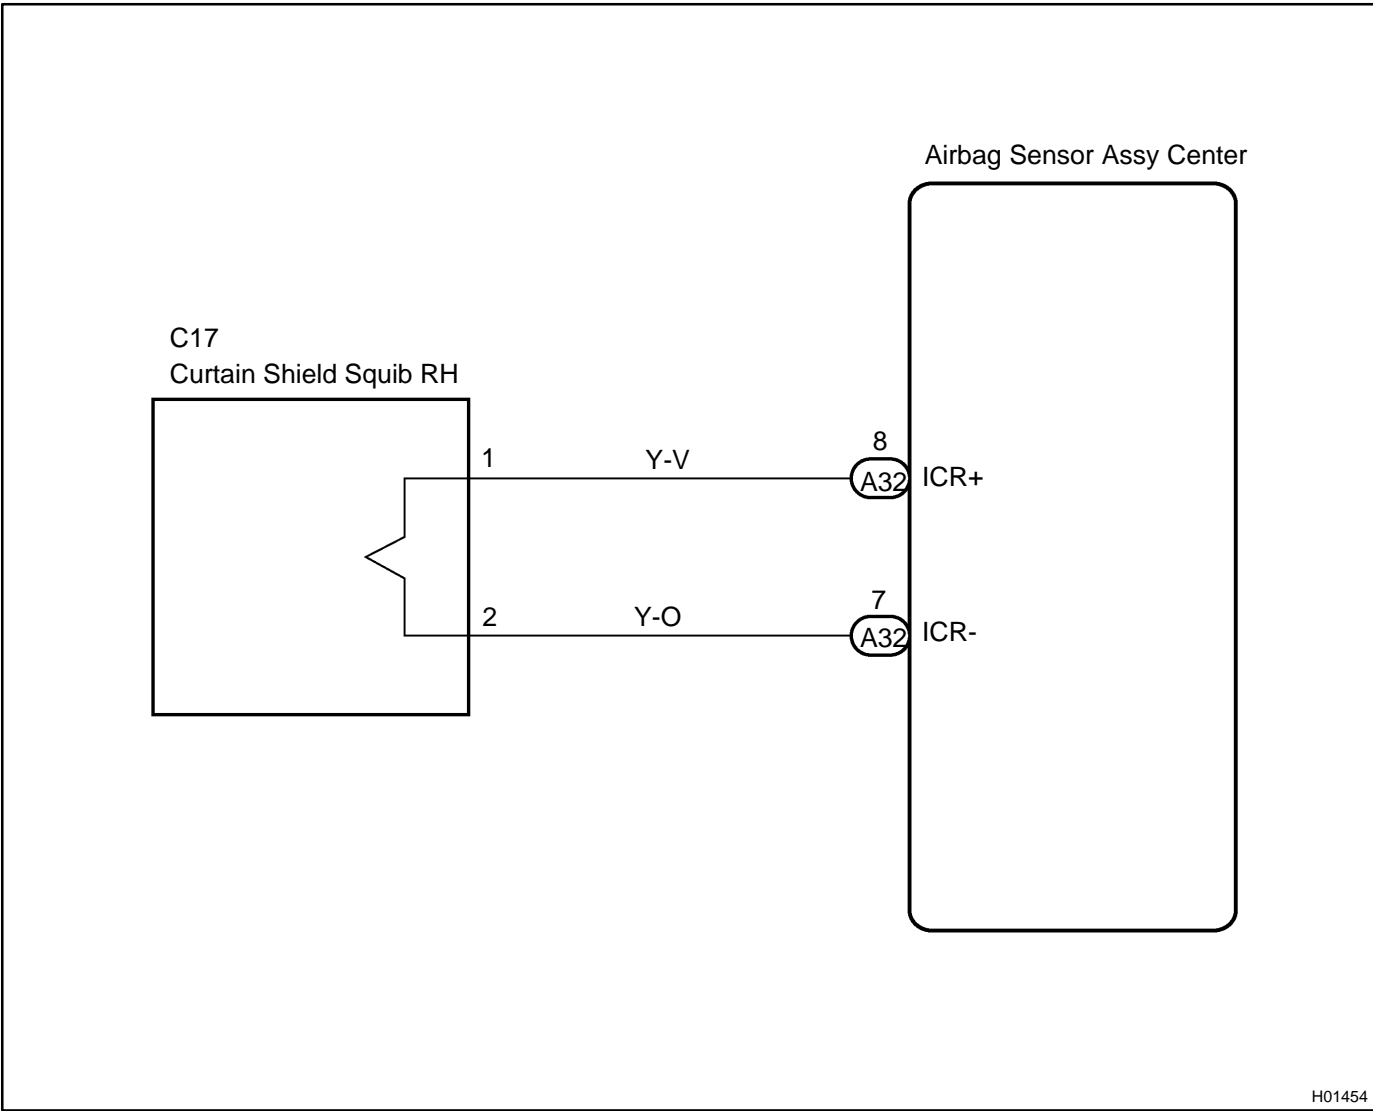 Airbag Sensor Assy Center
C17
Curtain Shield Squib RH
1
Y-V
8
A32
ICR+
2
Y-O
7
A32
ICR-
H01454